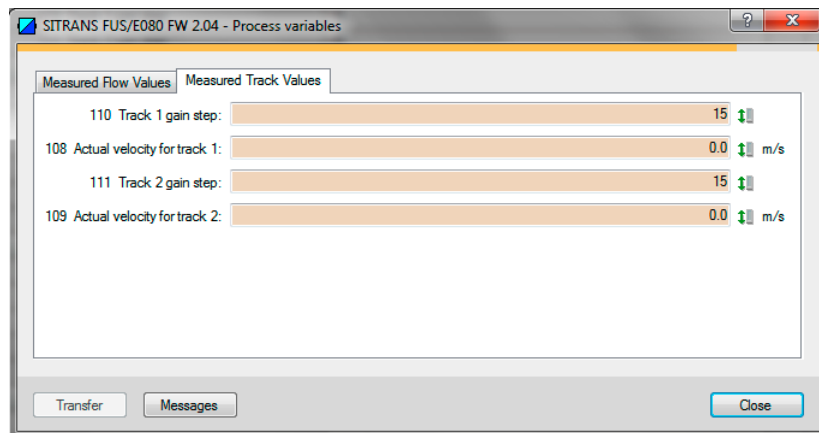 SITRANS FUS/E080 FW 2.04 - Process variables
Measured Flow Values Measured Track Values
110 Track 1 gain step: 15
108 Actual velocity for track 1: 0.0 m/s
111 Track 2 gain step: 15
109 Actual velocity for track 2: 0.0 m/s
Transfer Messages Close